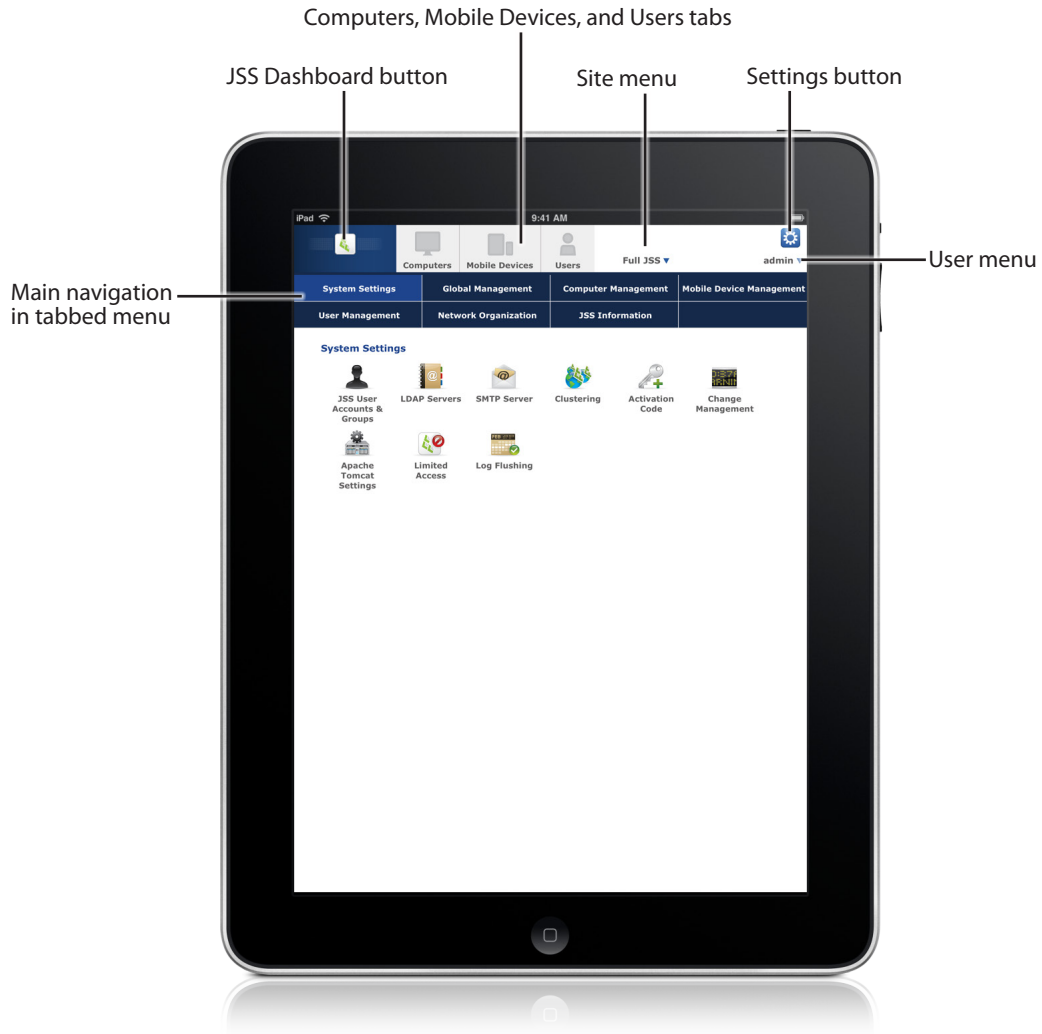 Computers, Mobile Devices, and Users tabs
JSS Dashboard button
Site menu
Settings button
iPad
9:41 AM
Computers
Mobile Devices
Users
Full JSS
admin
User menu
Main navigation
in tabbed menu
System Settings
Global Management
Computer Management
Mobile Device Management
User Management
Network Organization
JSS Information
System Settings
JSS User
Accounts &
Groups
LDAP Servers
SMTP Server
Clustering
Activation
Code
Change
Management
Apache
Tomcat
Settings
Limited
Access
Log Flushing